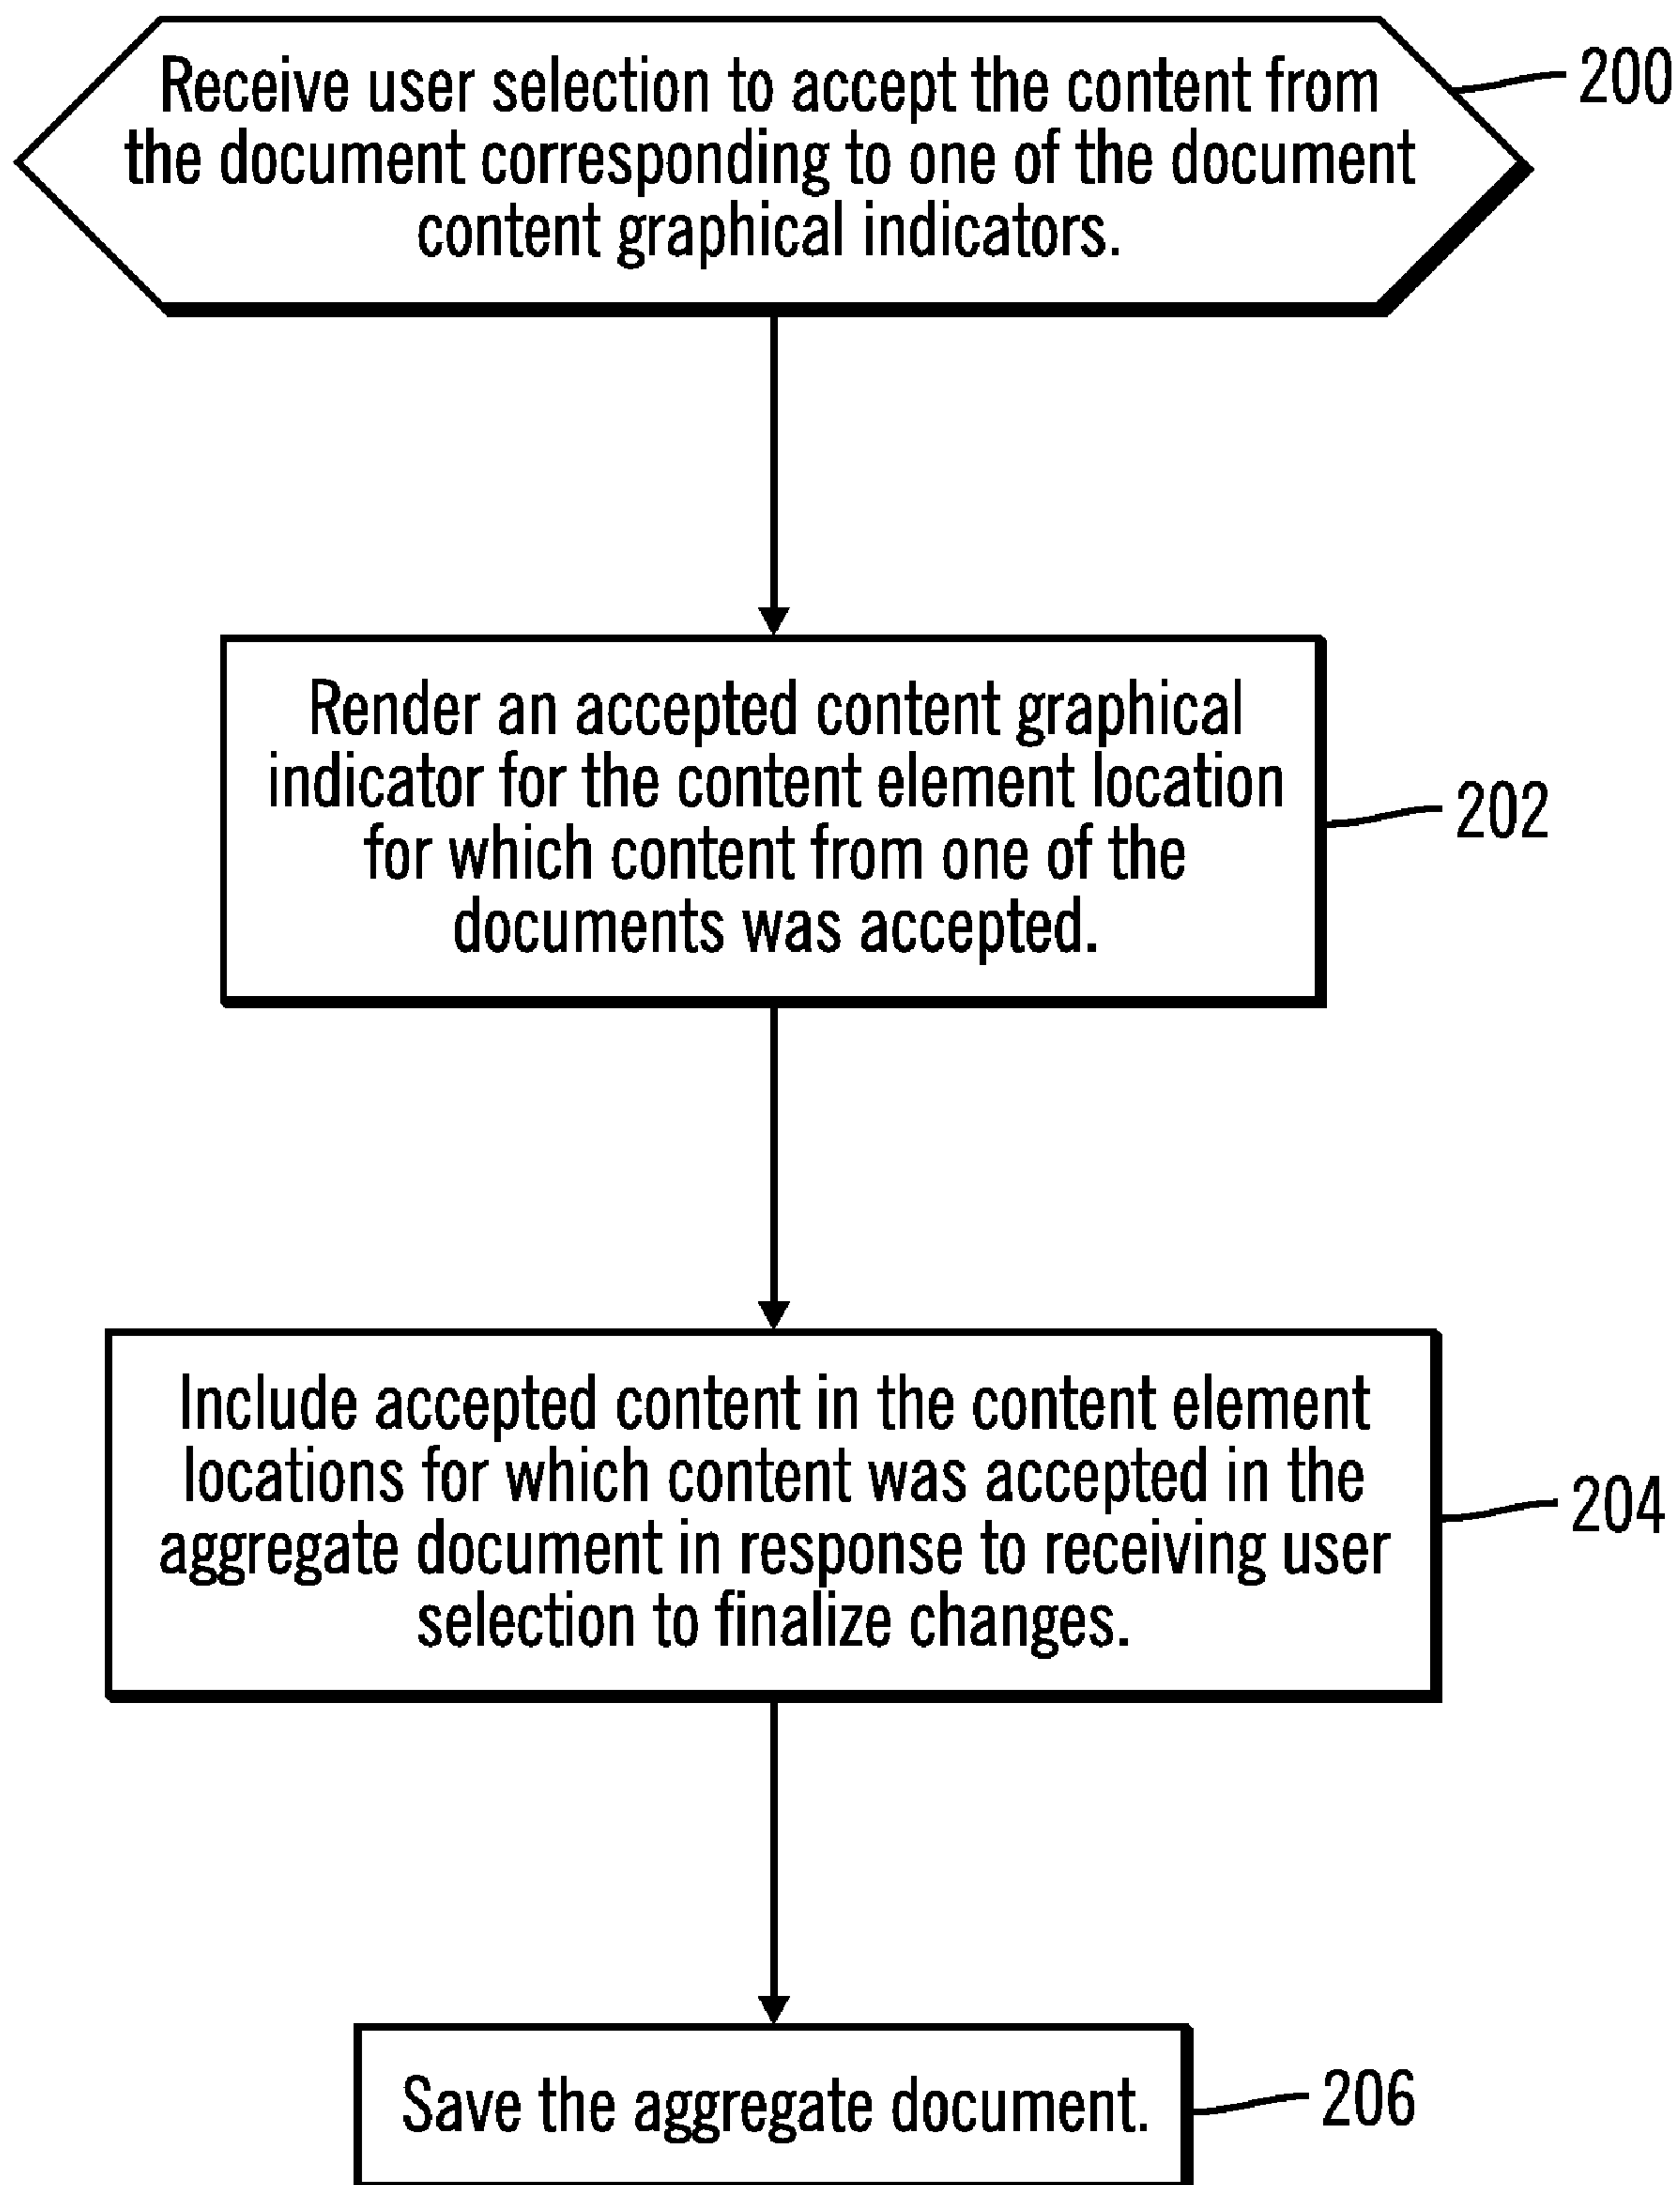 Receive user selection to accept the content from
the document corresponding to one of the document
content graphical indicators.
200
Render an accepted content graphical
indicator for the content element location
for which content from one of the
documents was accepted.
202
Include accepted content in the content element
locations for which content was accepted in the
aggregate document in response to receiving user
selection to finalize changes.
204
Save the aggregate document.
206